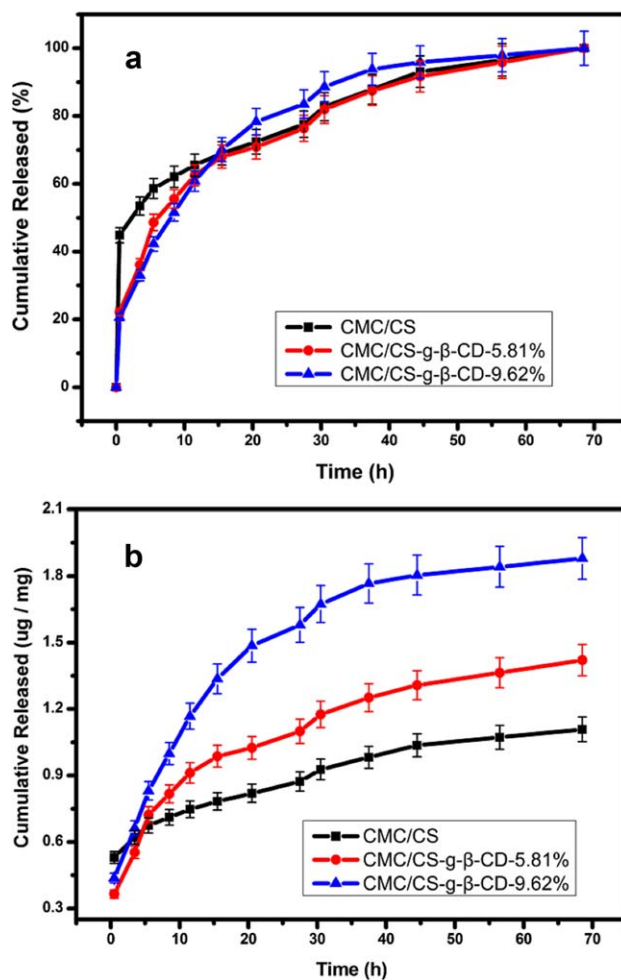 a
Cumulative Released (%)
100
80
60
40
20
0
CMC/CS
CMC/CS-g-β-CD-5.81%
CMC/CS-g-β-CD-9.62%
0 10 20 30 40 50 60 70
Time (h)
b
Cumulative Released (ug / mg)
2.1
1.8
1.5
1.2
0.9
0.6
0.3
CMC/CS
CMC/CS-g-β-CD-5.81%
CMC/CS-g-β-CD-9.62%
0 10 20 30 40 50 60 70
Time (h)